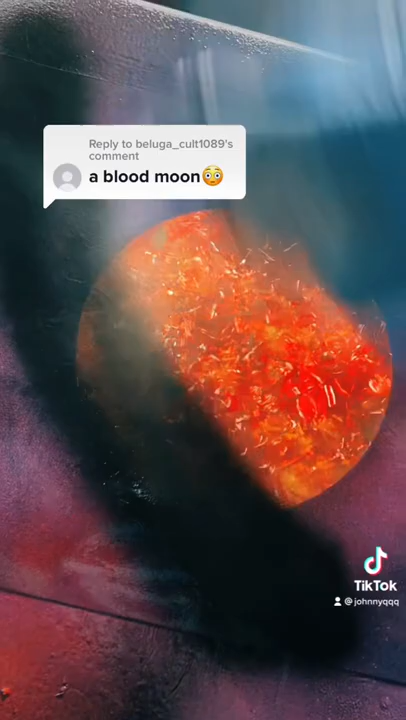 Reply to beluga_cult1089's
comment
a blood moon😳
TikTok
@johnnyqqq